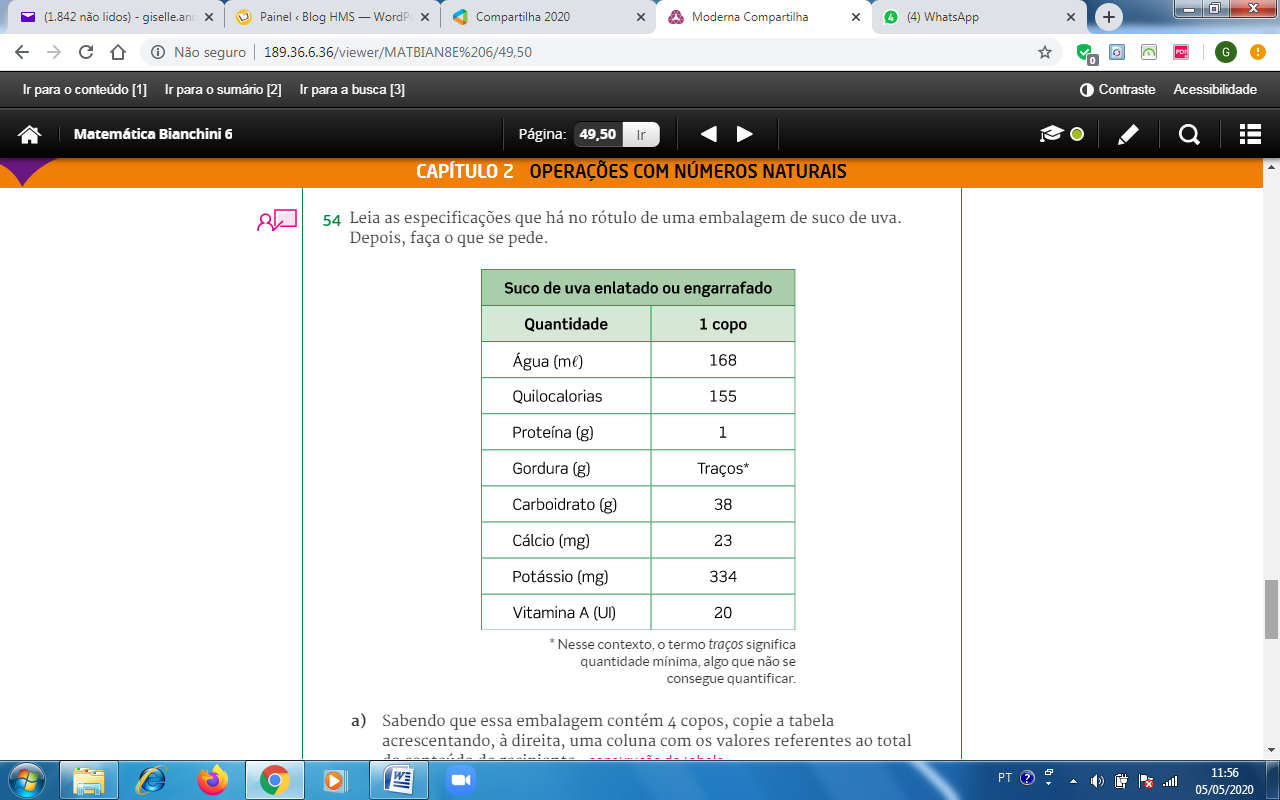 (1.842 não lidos) - giselle.anc
Painel ‹ Blog HMS — WordPr
Compartilha 2020
Moderna Compartilha
4 (4) WhatsApp
Não seguro | 189.36.6.36/viewer/MATBIAN8E%206/49,50
0 PDF G
Ir para o conteúdo [1] Ir para o sumário [2] Ir para a busca [3] Contraste Acessibilidade
Matemática Bianchini 6 Página: 49,50 Ir
CAPÍTULO 2 OPERAÇÕES COM NÚMEROS NATURAIS
54 Leia as especificações que há no rótulo de uma embalagem de suco de uva.
Depois, faça o que se pede.
Suco de uva enlatado ou engarrafado
Quantidade 1 copo
Água (mℓ) 168
Quilocalorias 155
Proteína (g) 1
Gordura (g) Traços*
Carboidrato (g) 38
Cálcio (mg) 23
Potássio (mg) 334
Vitamina A (UI) 20
* Nesse contexto, o termo traços significa
quantidade mínima, algo que não se
consegue quantificar.
a) Sabendo que essa embalagem contém 4 copos, copie a tabela
acrescentando, à direita, uma coluna com os valores referentes ao total
PT 11:56
05/05/2020